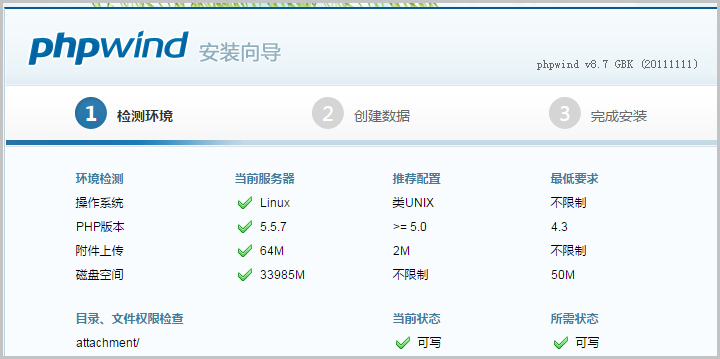 phpwind 安装向导
phpwind v8.7 GBK (20111111)
1 检测环境 2 创建数据 3 完成安装
环境检测 当前服务器 推荐配置 最低要求
操作系统 Linux 类UNIX 不限制
PHP版本 5.5.7 >= 5.0 4.3
附件上传 64M 2M 不限制
磁盘空间 33985M 不限制 50M
目录、文件权限检查 当前状态 所需状态
attachment/ 可写 可写